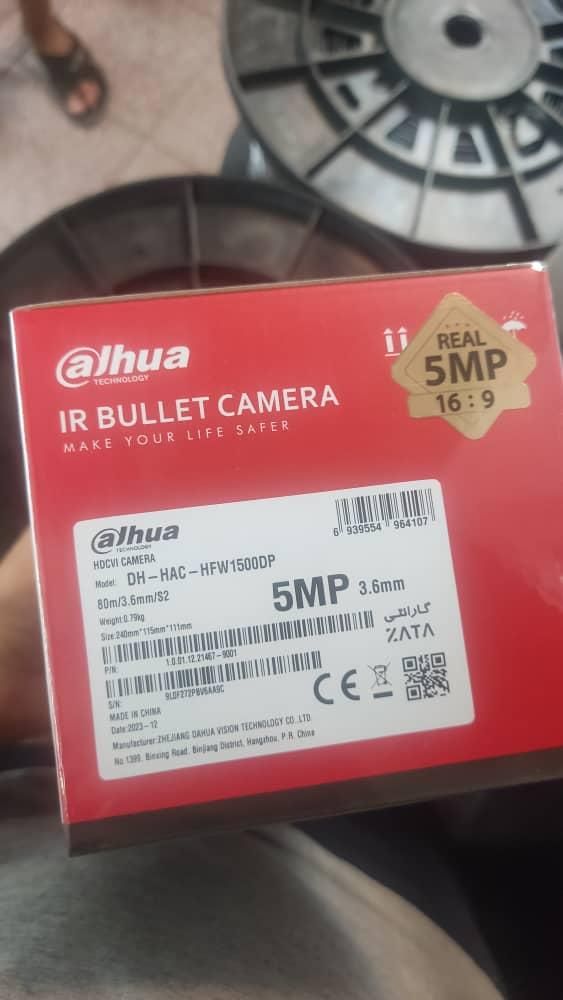 alhua
TECHNOLOGY
IR BULLET CAMERA
MAKE YOUR LIFE SAFER
REAL
5MP
16 : 9
alhua
TECHNOLOGY
HDCVI CAMERA
Model: DH-HAC-HFW1500DP
80m/3.6mm/S2
5MP 3.6mm
Weight:0.79kg
Size:240mm*115mm*111mm
6 939554 964107
گارانتی
٪۸۲۸
P/N: 1.0.01.12.21467-9001
S/N: 9L0F272PBV6AA9C
MADE IN CHINA
Date:2023-12
CE
Manufacturer:ZHEJIANG DAHUA VISION TECHNOLOGY CO.,LTD.
No.1399, Binxing Road, Binjiang District, Hangzhou, P.R. China